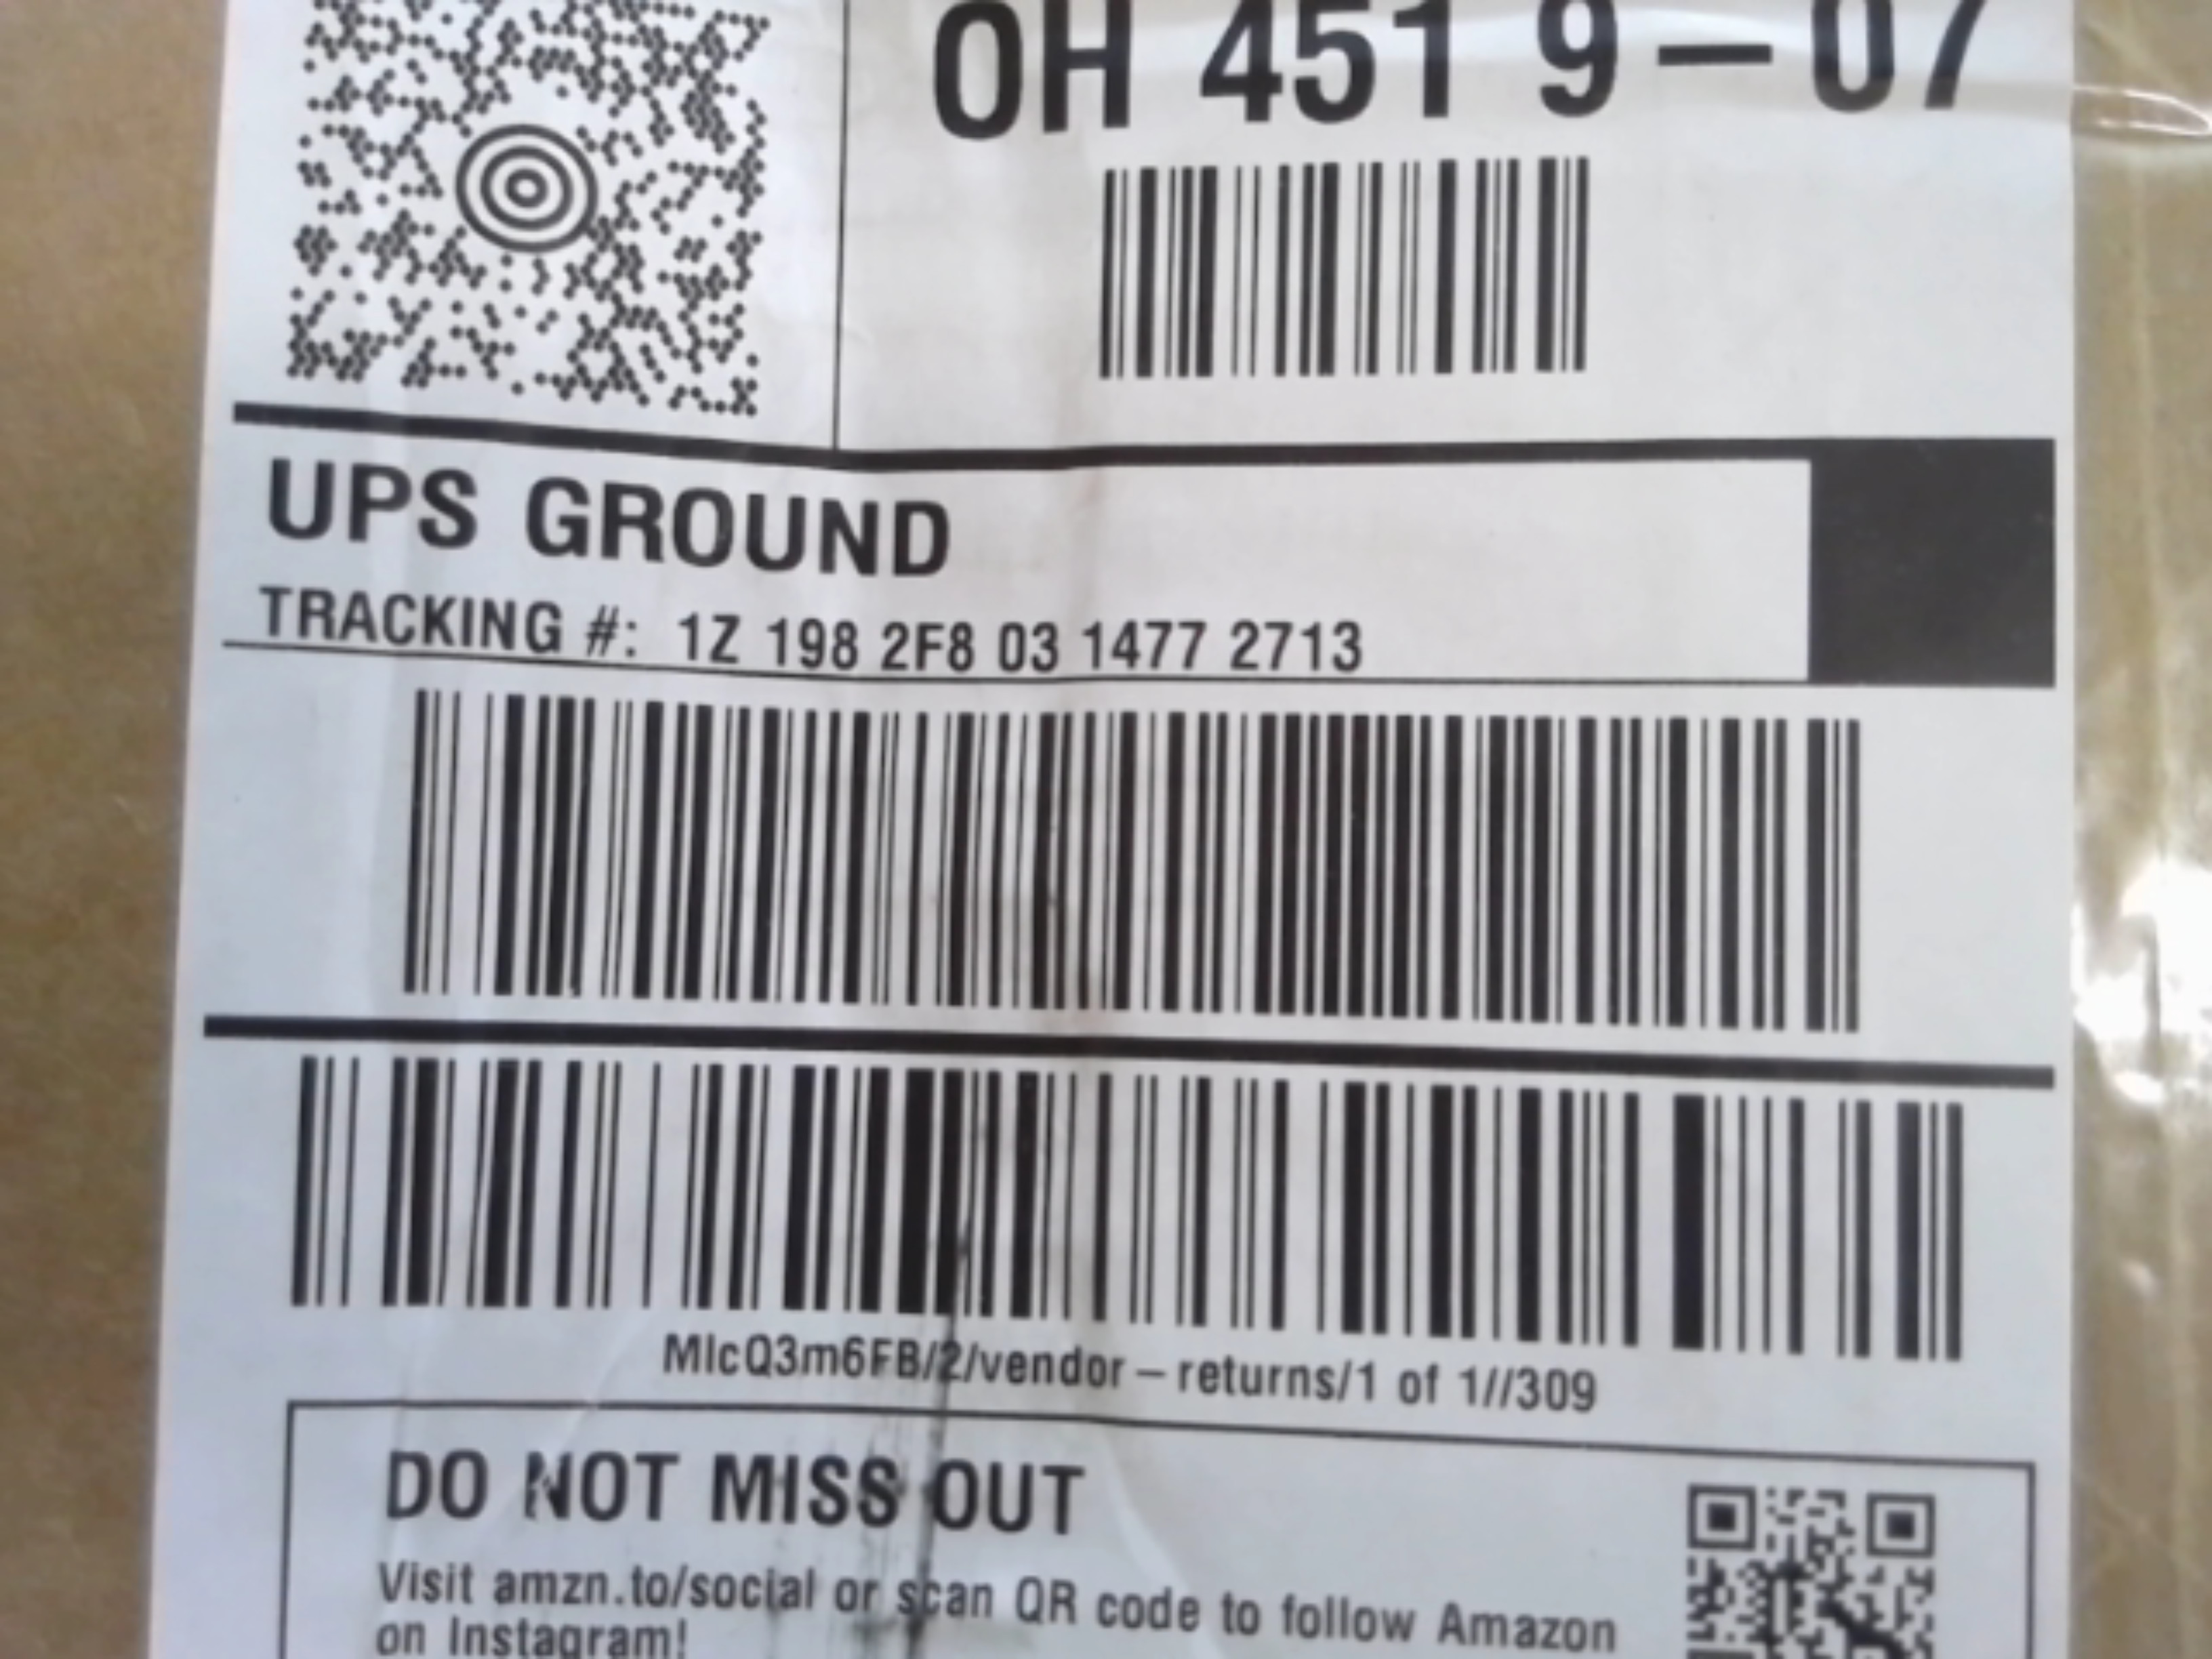 OH 451 9-07
UPS GROUND
TRACKING #: 1Z 198 2F8 03 1477 2713
MIcQ3m6FB/2/vendor-returns/1 of 1//309
DO NOT MISS OUT
Visit amzn.to/social or scan QR code to follow Amazon
on Instagram!